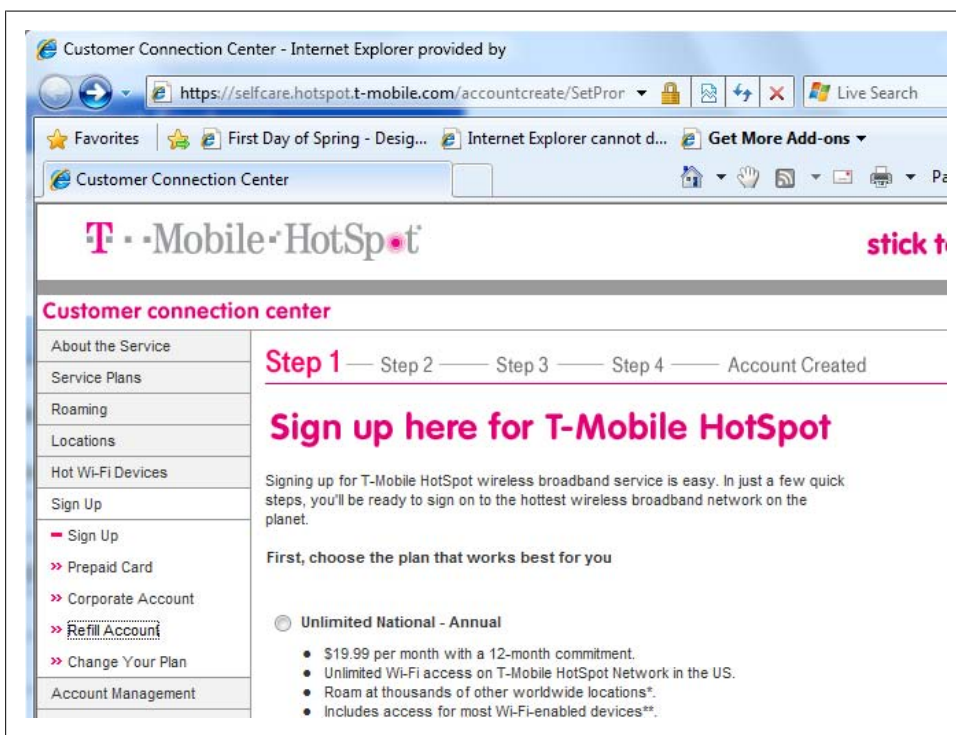 Customer Connection Center - Internet Explorer provided by
https://selfcare.hotspot.t-mobile.com/accountcreate/SetPror
Live Search
Favorites
First Day of Spring - Desig...
Internet Explorer cannot d...
Get More Add-ons
Customer Connection Center
Pa
T · ·Mobile· HotSpot
stick t
Customer connection center
About the Service
Service Plans
Roaming
Locations
Hot Wi-Fi Devices
Sign Up
Sign Up
Prepaid Card
Corporate Account
Refill Account
Change Your Plan
Account Management
Step 1 — Step 2 — Step 3 — Step 4 — Account Created
Sign up here for T-Mobile HotSpot
Signing up for T-Mobile HotSpot wireless broadband service is easy. In just a few quick
steps, you'll be ready to sign on to the hottest wireless broadband network on the
planet.
First, choose the plan that works best for you
Unlimited National - Annual
• $19.99 per month with a 12-month commitment.
• Unlimited Wi-Fi access on T-Mobile HotSpot Network in the US.
• Roam at thousands of other worldwide locations*.
• Includes access for most Wi-Fi-enabled devices**.